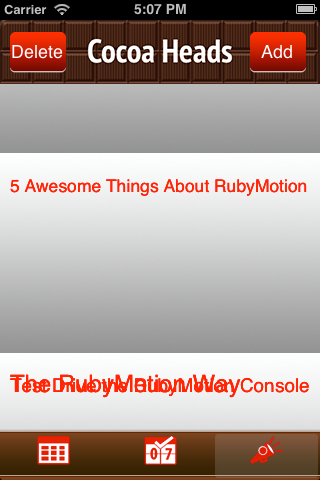 Carrier 5:07 PM
Delete Cocoa Heads Add
5 Awesome Things About RubyMotion
The RubyMotion Way
Test Drive the RubyMotion Console
07